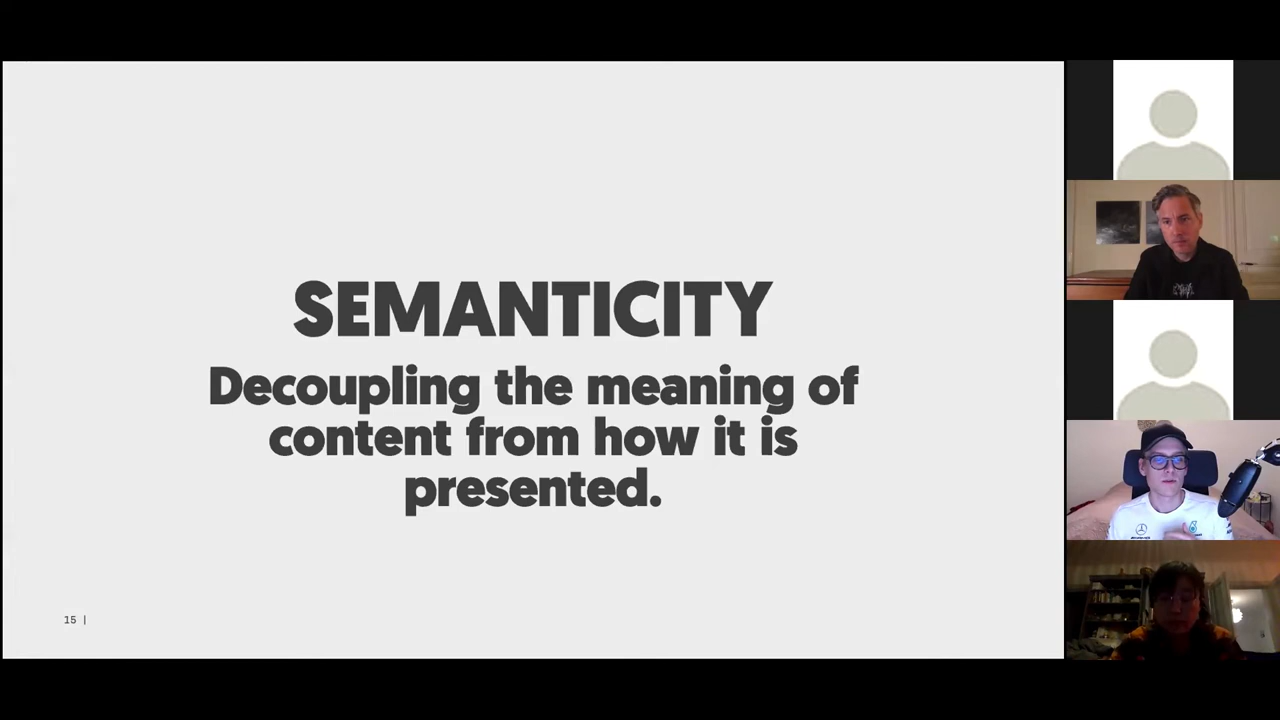 SEMANTICITY
Decoupling the meaning of
content from how it is
presented.
15 |